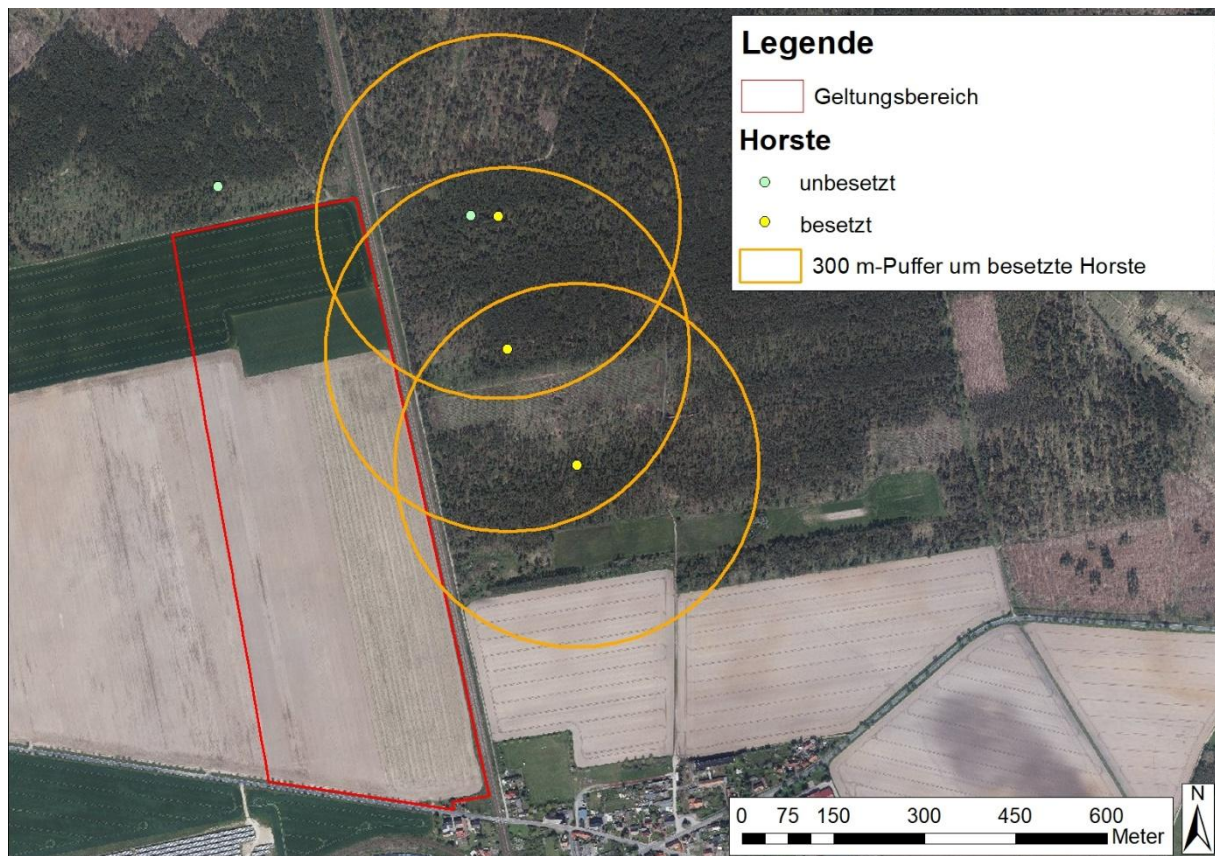 Legende
Geltungsbereich
Horste
unbesetzt
besetzt
300 m-Puffer um besetzte Horste
0 75 150 300 450 600
Meter
N